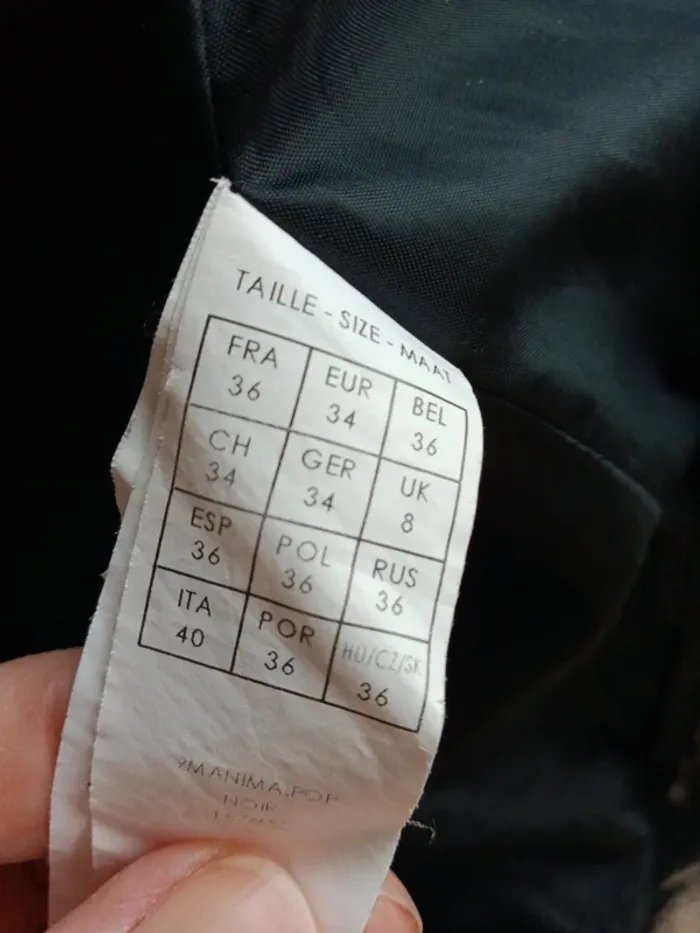 TAILLE - SIZE - MAAT
FRA EUR BEL
36 34 36
CH GER UK
34 34 8
ESP POL RUS
36 36 36
ITA POR HU/CZ/SK
40 36 36
9MANIMA.POP
NOIR